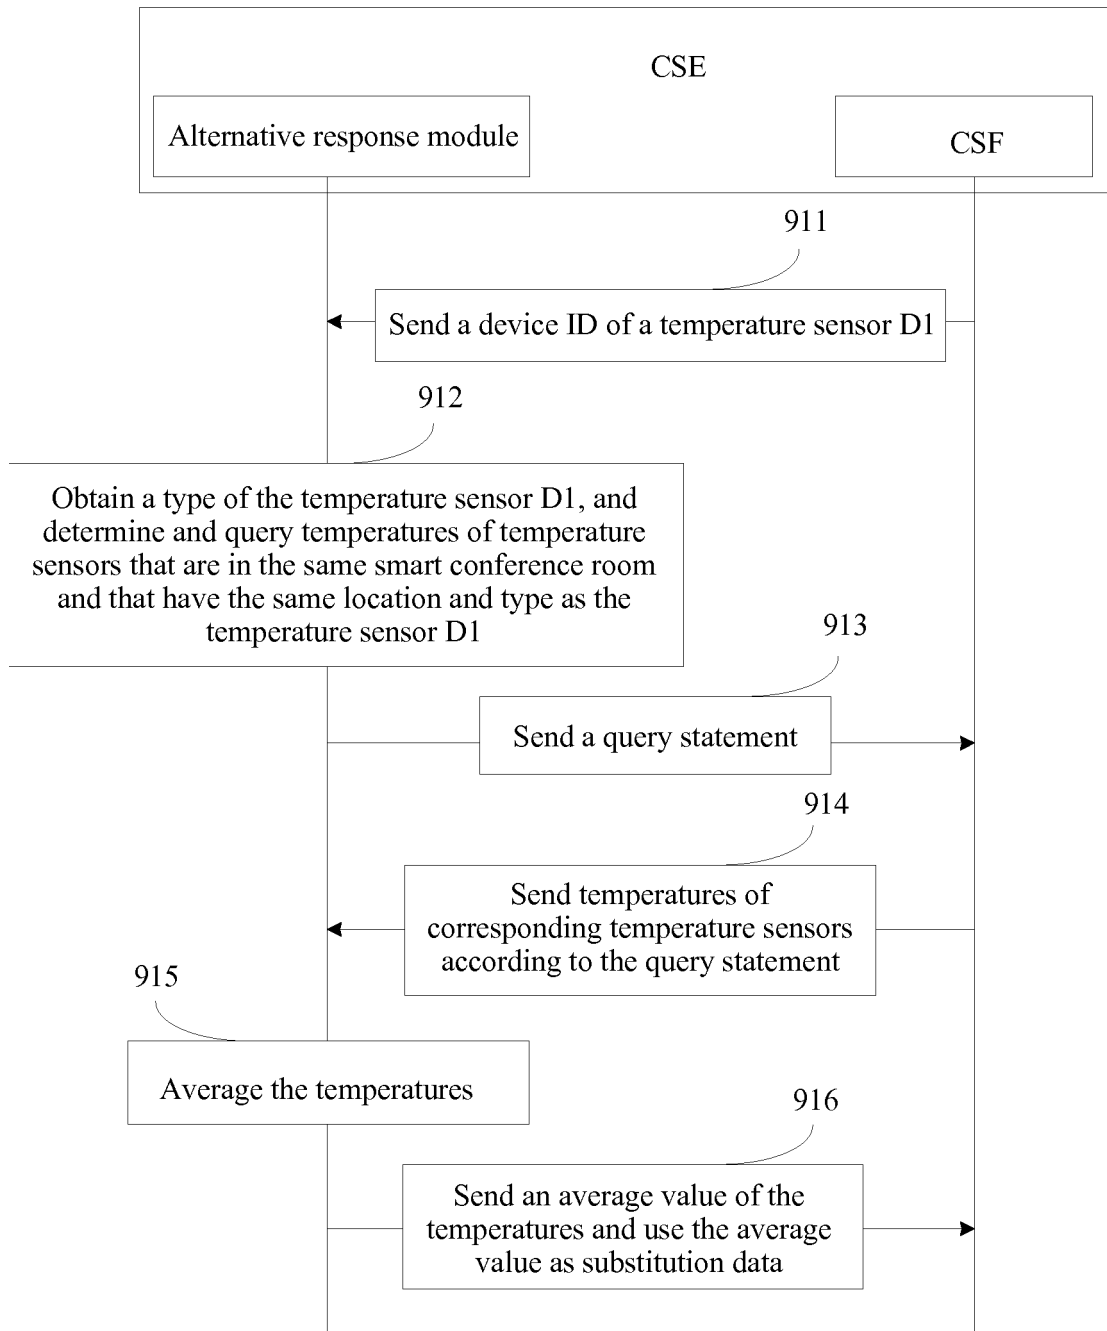 CSE
Alternative response module
CSF
911
Send a device ID of a temperature sensor D1
912
Obtain a type of the temperature sensor D1, and
determine and query temperatures of temperature
sensors that are in the same smart conference room
and that have the same location and type as the
temperature sensor D1
913
Send a query statement
914
Send temperatures of
corresponding temperature sensors
according to the query statement
915
Average the temperatures
916
Send an average value of the
temperatures and use the average
value as substitution data